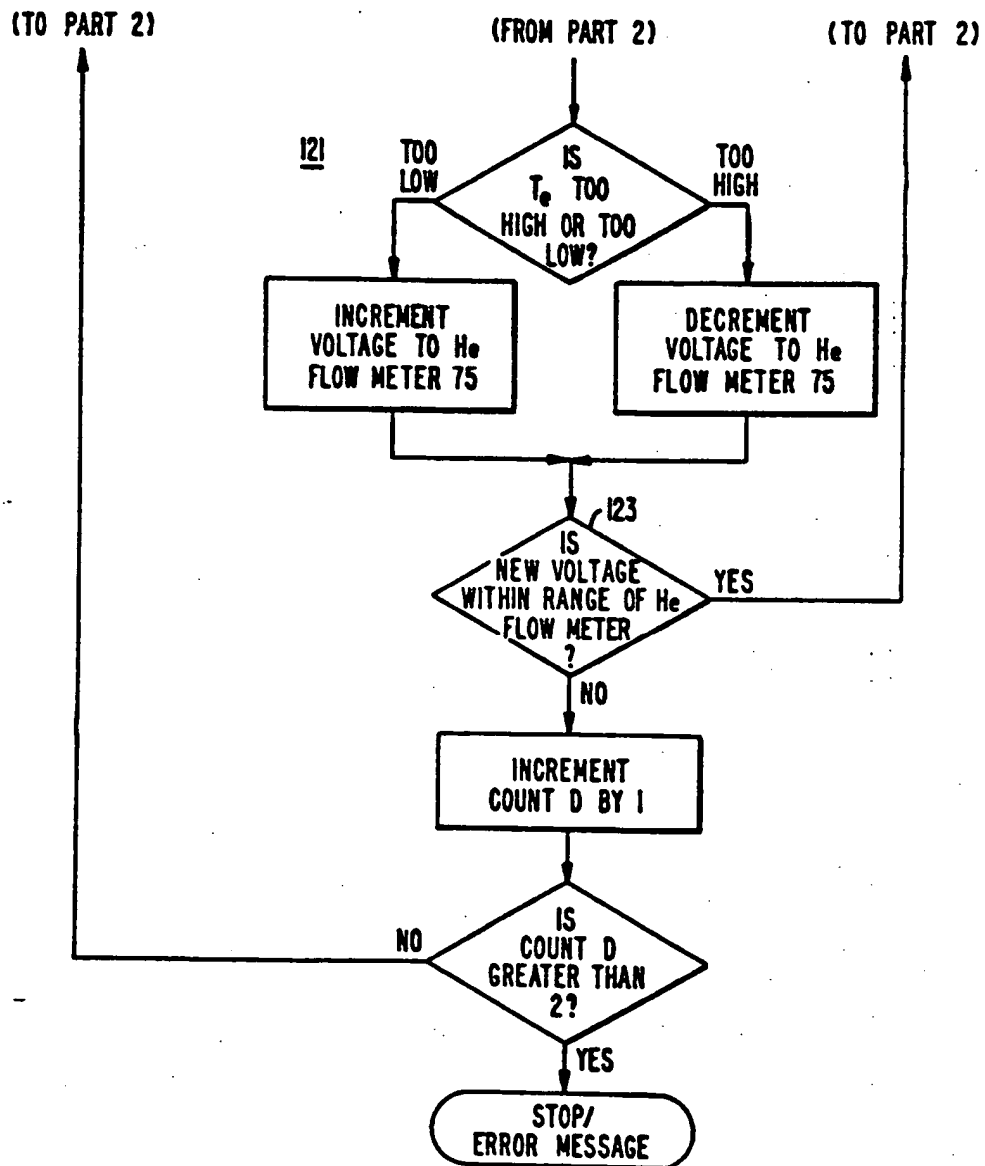 (TO PART 2)
(FROM PART 2)
(TO PART 2)
121
TOO
LOW
IS
Te TOO
HIGH OR TOO
LOW?
TOO
HIGH
INCREMENT
VOLTAGE TO He
FLOW METER 75
DECREMENT
VOLTAGE TO He
FLOW METER 75
123
IS
NEW VOLTAGE
WITHIN RANGE OF He
FLOW METER
?
YES
NO
INCREMENT
COUNT D BY 1
IS
COUNT D
GREATER THAN
2?
NO
YES
STOP/
ERROR MESSAGE